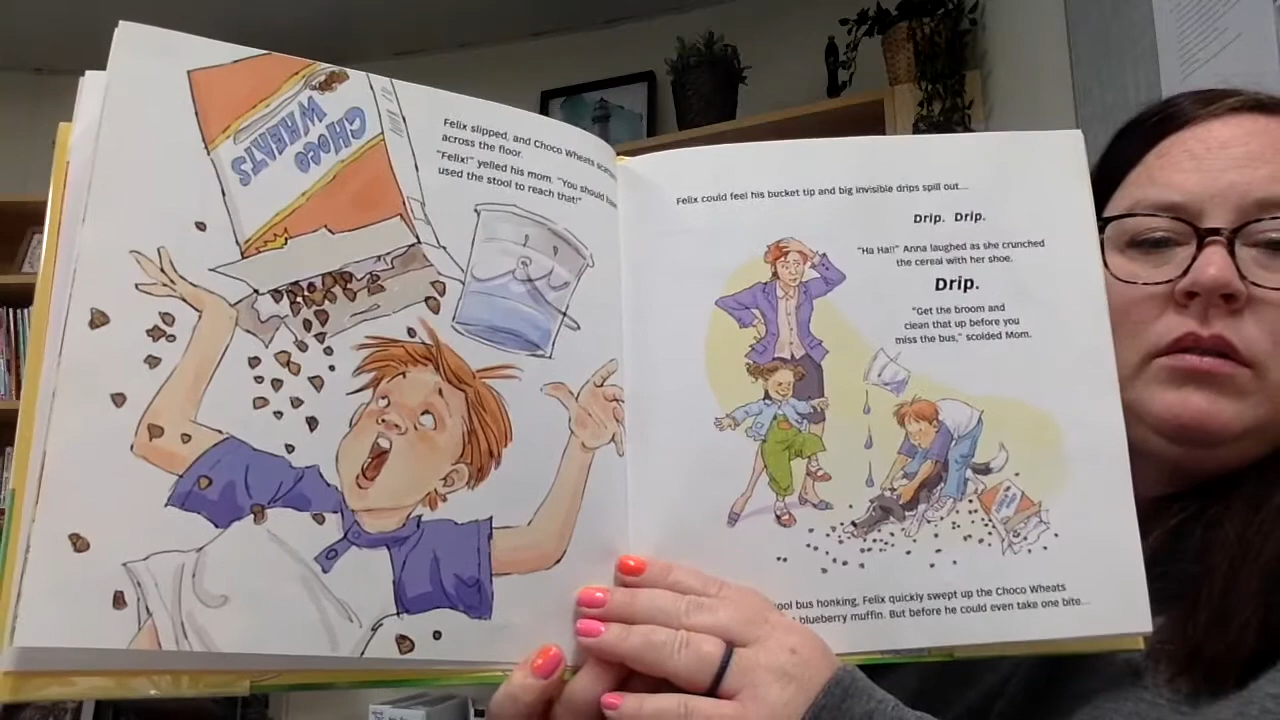 CHOCO
WHEATS
Felix slipped, and Choco Wheats
across the floor.
"Felix!" yelled his mom. "You should
used the stool to reach that!"
Felix could feel his bucket tip and big invisible drips spill out...
Drip. Drip.
"Ha Ha!!" Anna laughed as she crunched
the cereal with her shoe.
Drip.
"Get the broom and
clean that up before you
miss the bus," scolded Mom.
bus honking, Felix quickly swept up the Choco Wheats
blueberry muffin. But before he could even take one bite...